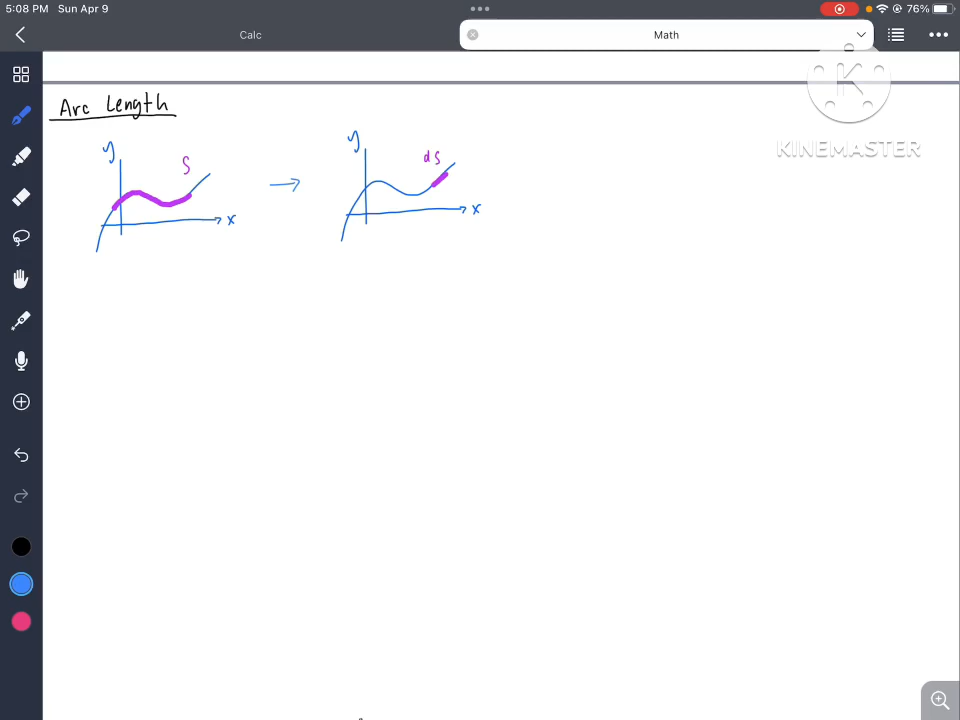 5:08 PM Sun Apr 9
76%
Calc
Math
KINEMASTER
Arc Length
y
S
x
y
ds
x